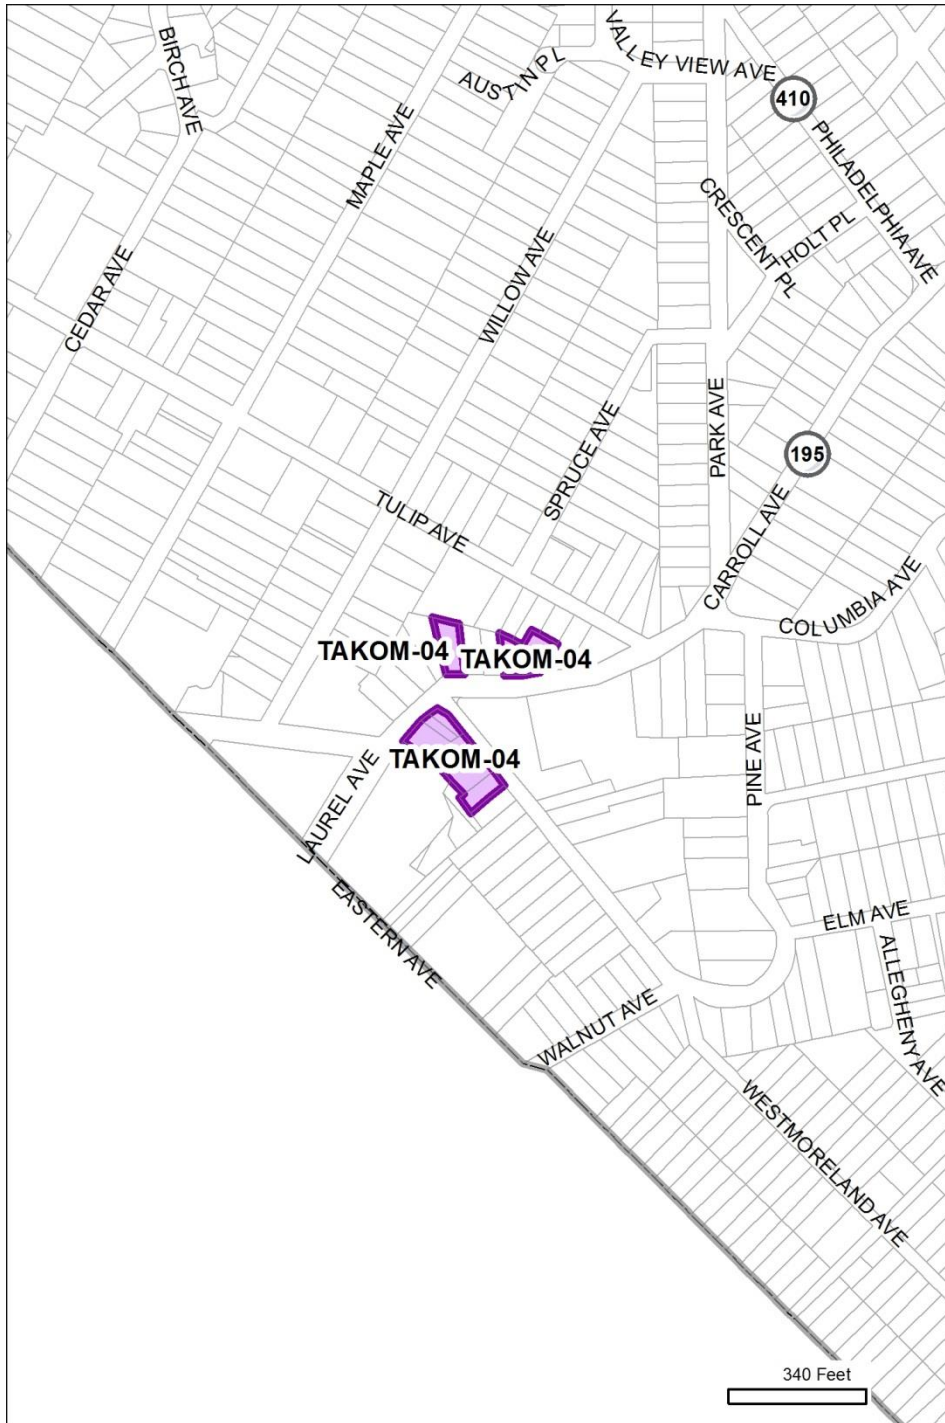 BIRCH AVE
VALLEY VIEW AVE
AUSTIN PL
410
MAPLE AVE
PHILADELPHIA AVE
CRESCENT PL
HOLT PL
CEDAR AVE
WILLOW AVE
SPRUCE AVE
PARK AVE
195
TULIP AVE
CARROLL AVE
COLUMBIA AVE
TAKOM-04
TAKOM-04
TAKOM-04
PINE AVE
LAUREL AVE
EASTERN AVE
ELM AVE
ALLEGHENY AVE
WALNUT AVE
WESTMORELAND AVE
340 Feet